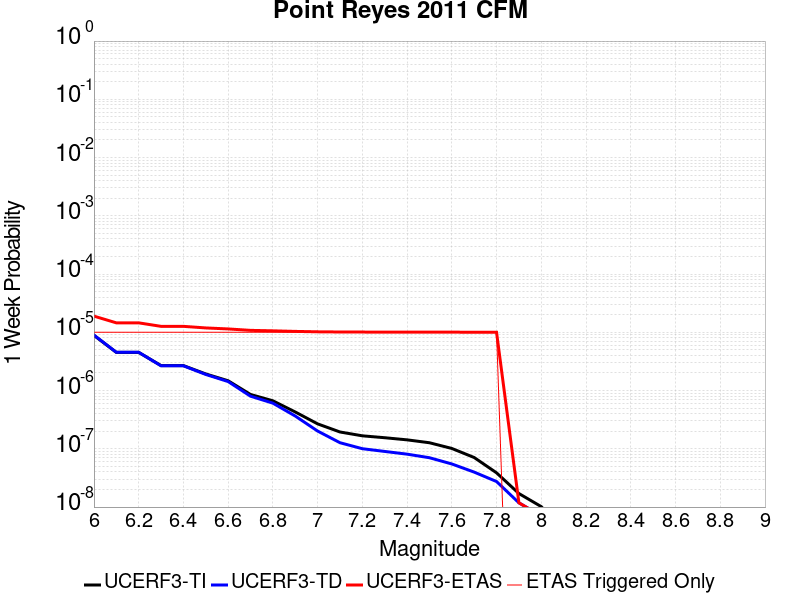 Point Reyes 2011 CFM
1 Week Probability
10 0
10 -1
10 -2
10 -3
10 -4
10 -5
10 -6
10 -7
10 -8
6 6.2 6.4 6.6 6.8 7 7.2 7.4 7.6 7.8 8 8.2 8.4 8.6 8.8 9
Magnitude
UCERF3-TI UCERF3-TD UCERF3-ETAS ETAS Triggered Only